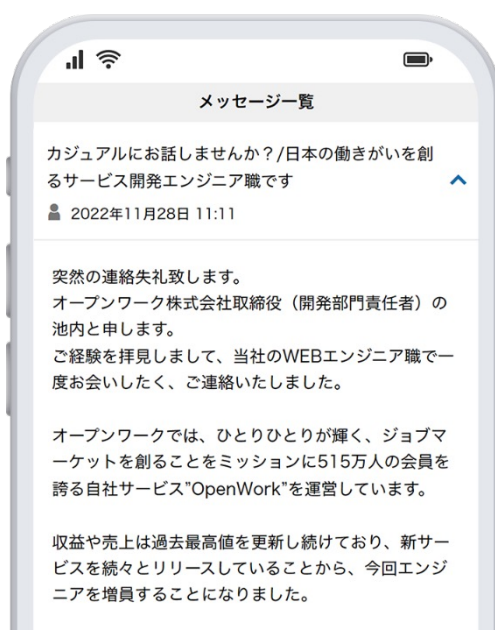 メッセージ一覧
カジュアルにお話しませんか？/日本の働きがいを創
るサービス開発エンジニア職です
2022年11月28日 11:11
突然の連絡失礼致します。
オープンワーク株式会社取締役（開発部門責任者）の
池内と申します。
ご経験を拝見しまして、当社のWEBエンジニア職で一
度お会いしたく、ご連絡いたしました。
オープンワークでは、ひとりひとりが輝く、ジョブマ
ーケットを創ることをミッションに515万人の会員を
誇る自社サービス”OpenWork”を運営しています。
収益や売上は過去最高値を更新し続けており、新サー
ビスを続々とリリースしていることから、今回エンジ
ニアを増員することになりました。